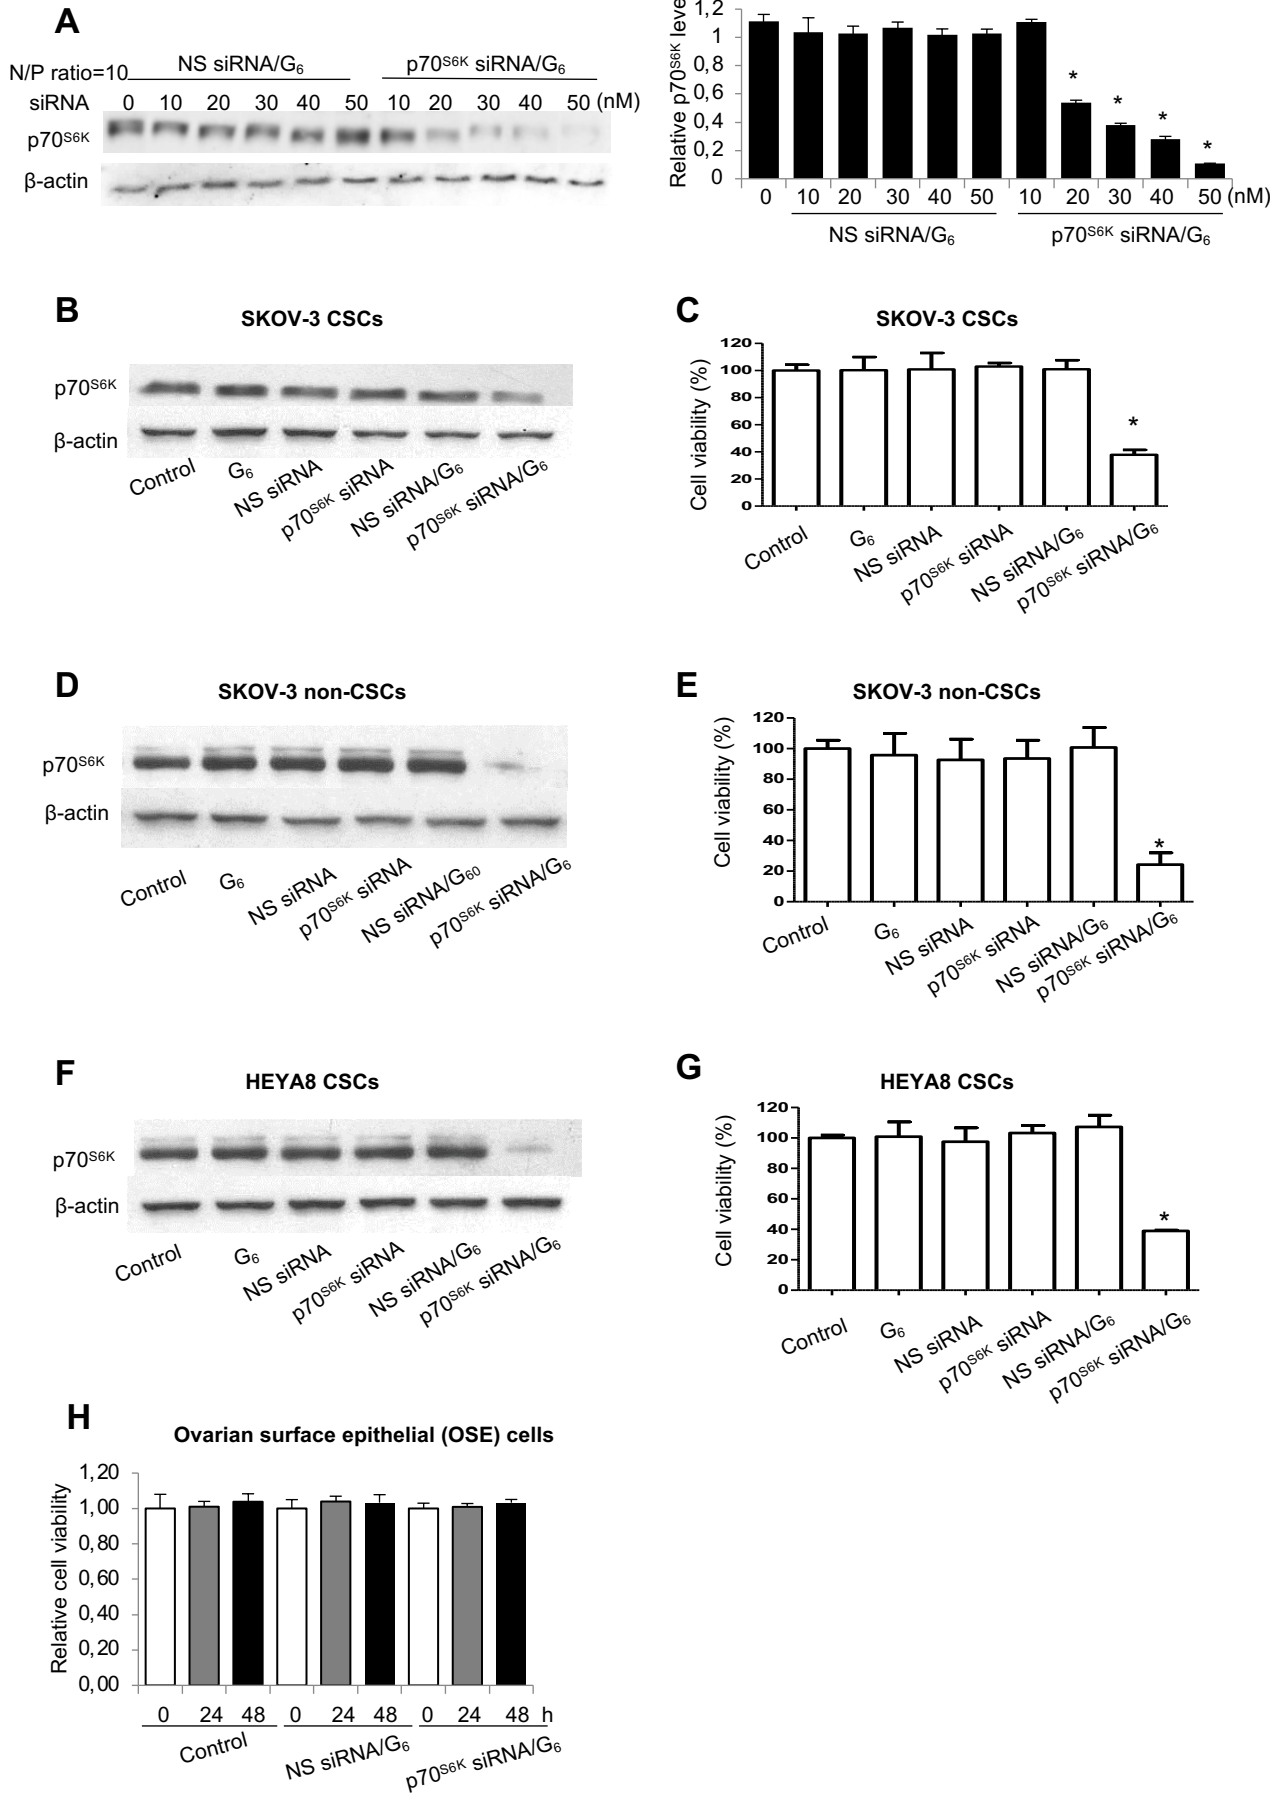 A
N/P ratio=10
NS siRNA/G6
p70S6K siRNA/G6
siRNA 0 10 20 30 40 50 10 20 30 40 50 (nM)
p70S6K
β-actin
Relative p70S6K leve
1,2
1
0,8
0,6
0,4
0,2
0
* * * *
0 10 20 30 40 50 10 20 30 40 50 (nM)
NS siRNA/G6 p70S6K siRNA/G6
B
SKOV-3 CSCs
p70S6K
β-actin
Control G6 NS siRNA p70S6K siRNA NS siRNA/G6 p70S6K siRNA/G6
C
SKOV-3 CSCs
Cell viability (%)
120
100
80
60
40
20
0
*
Control G6 NS siRNA p70S6K siRNA NS siRNA/G6 p70S6K siRNA/G6
D
SKOV-3 non-CSCs
p70S6K
β-actin
Control G6 NS siRNA p70S6K siRNA NS siRNA/G60 p70S6K siRNA/G6
E
SKOV-3 non-CSCs
Cell viability (%)
120
100
80
60
40
20
0
*
Control G6 NS siRNA p70S6K siRNA NS siRNA/G6 p70S6K siRNA/G6
F
HEYA8 CSCs
p70S6K
β-actin
Control G6 NS siRNA p70S6K siRNA NS siRNA/G6 p70S6K siRNA/G6
G
HEYA8 CSCs
Cell viability (%)
120
100
80
60
40
20
0
*
Control G6 NS siRNA p70S6K siRNA NS siRNA/G6 p70S6K siRNA/G6
H
Ovarian surface epithelial (OSE) cells
Relative cell viability
1,20
1,00
0,80
0,60
0,40
0,20
0,00
0 24 48 0 24 48 0 24 48 h
Control NS siRNA/G6 p70S6K siRNA/G6